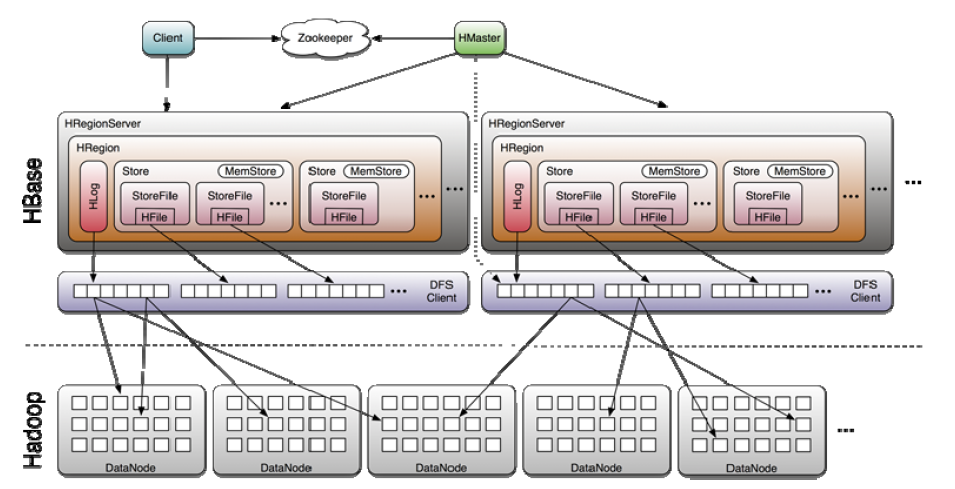 Client
Zookeeper
HMaster
HBase
HRegionServer
HRegion
HLog
Store
MemStore
StoreFile
HFile
StoreFile
HFile
...
Store
MemStore
StoreFile
HFile
...
...
HRegionServer
HRegion
HLog
Store
MemStore
StoreFile
HFile
StoreFile
HFile
...
Store
MemStore
StoreFile
HFile
...
...
...
...
DFS
Client
...
DFS
Client
Hadoop
DataNode
DataNode
DataNode
DataNode
DataNode
...